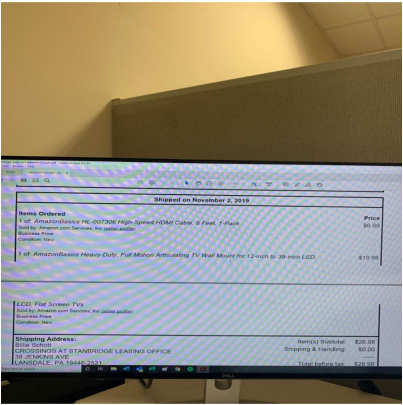 Shipped on November 2, 2019
Items Ordered
Price
1 of: AmazonBasics HL-007306 High-Speed HDMI Cable, 6 Feet, 1-Pack
$6.99
Sold by: Amazon.com Services, Inc (seller profile)
Business Price
Condition: New
1 of: AmazonBasics Heavy-Duty, Full Motion Articulating TV Wall Mount for 12-inch to 39-inch LED,
$19.99
LCD, Flat Screen TVs
Sold by: Amazon.com Services, Inc (seller profile)
Business Price
Condition: New
Shipping Address:
Item(s) Subtotal: $26.98
Billie Schott
Shipping & Handling: $0.00
CROSSINGS AT STANBRIDGE LEASING OFFICE
38 JENKINS AVE
LANSDALE, PA 19446-2531
Total before tax: $26.98
DELL